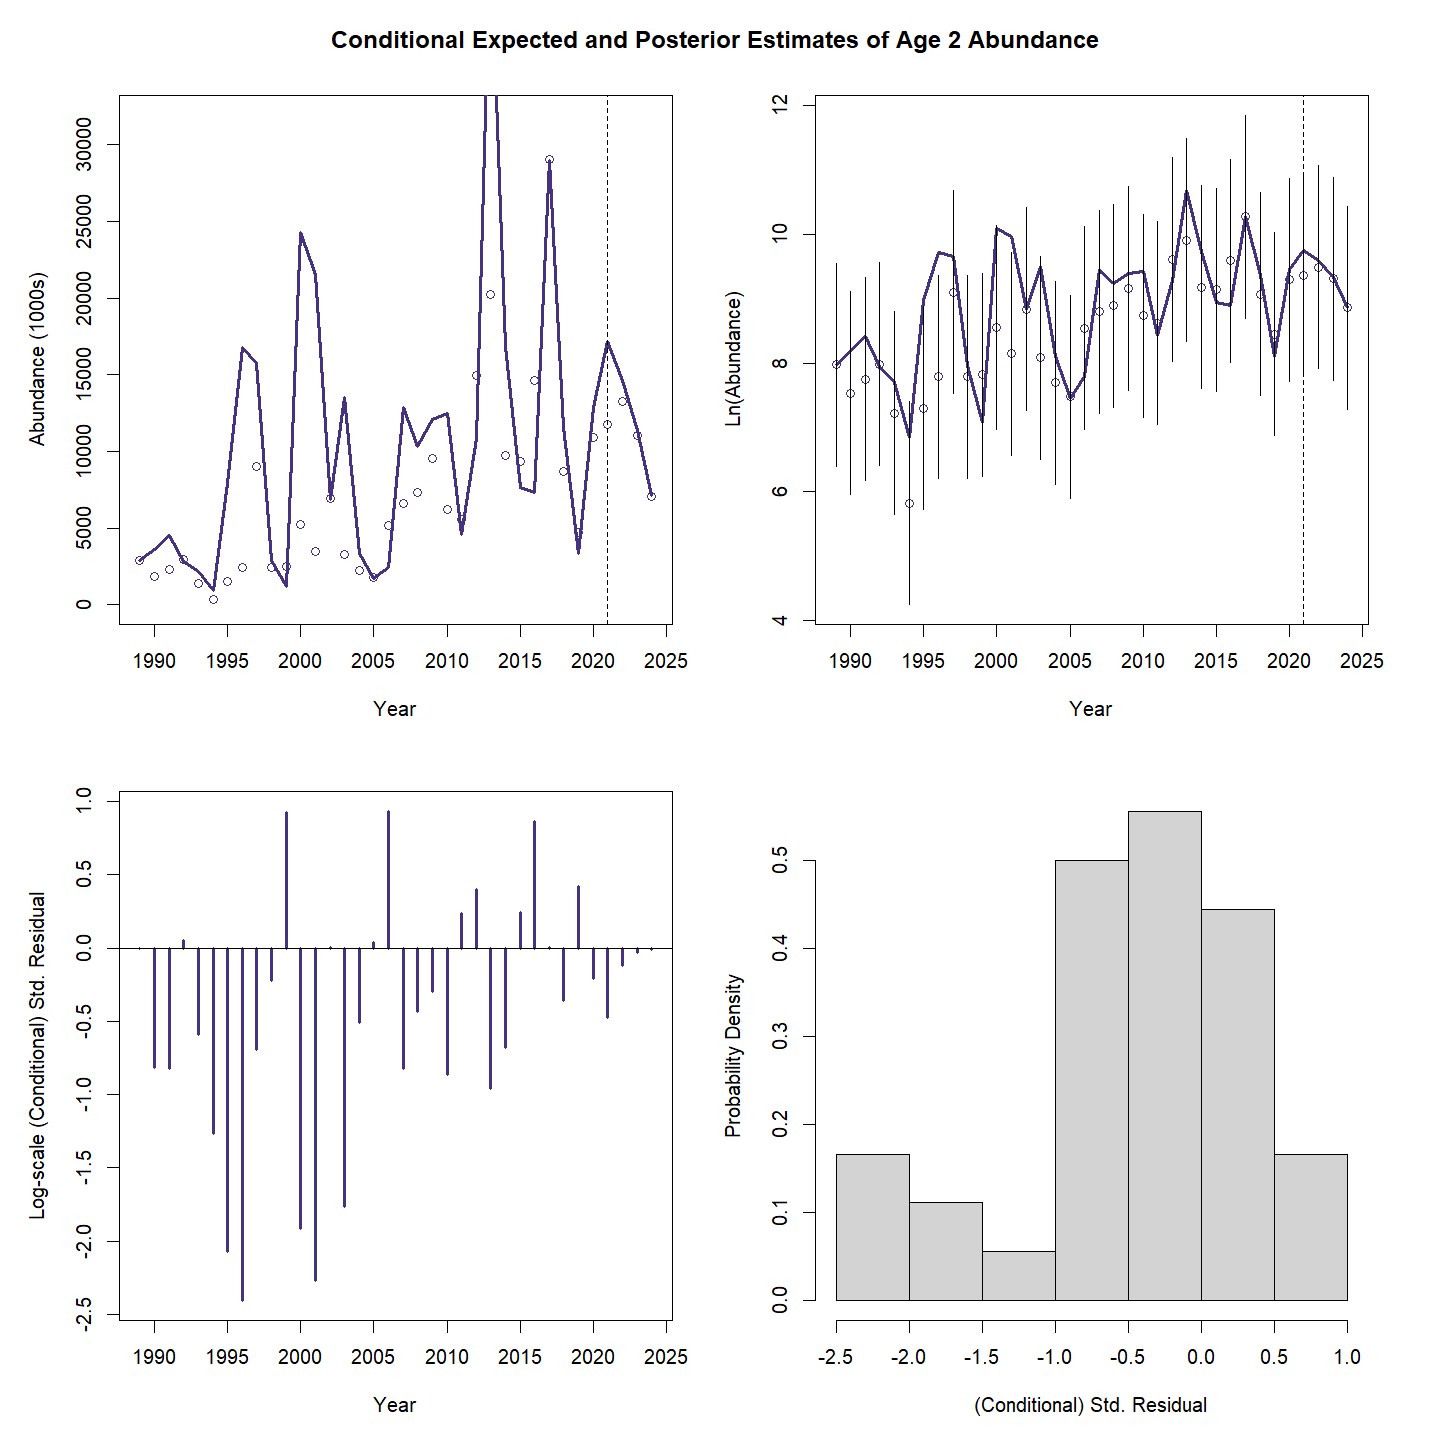 Conditional Expected and Posterior Estimates of Age 2 Abundance
Abundance (1000s)
30000
25000
20000
15000
10000
5000
0
1990 1995 2000 2005 2010 2015 2020 2025
Year
Ln(Abundance)
12
10
8
6
4
1990 1995 2000 2005 2010 2015 2020 2025
Year
Log-scale (Conditional) Std. Residual
1.0
0.5
0.0
-0.5
-1.0
-1.5
-2.0
-2.5
1990 1995 2000 2005 2010 2015 2020 2025
Year
Probability Density
0.5
0.4
0.3
0.2
0.1
0.0
-2.5 -2.0 -1.5 -1.0 -0.5 0.0 0.5 1.0
(Conditional) Std. Residual